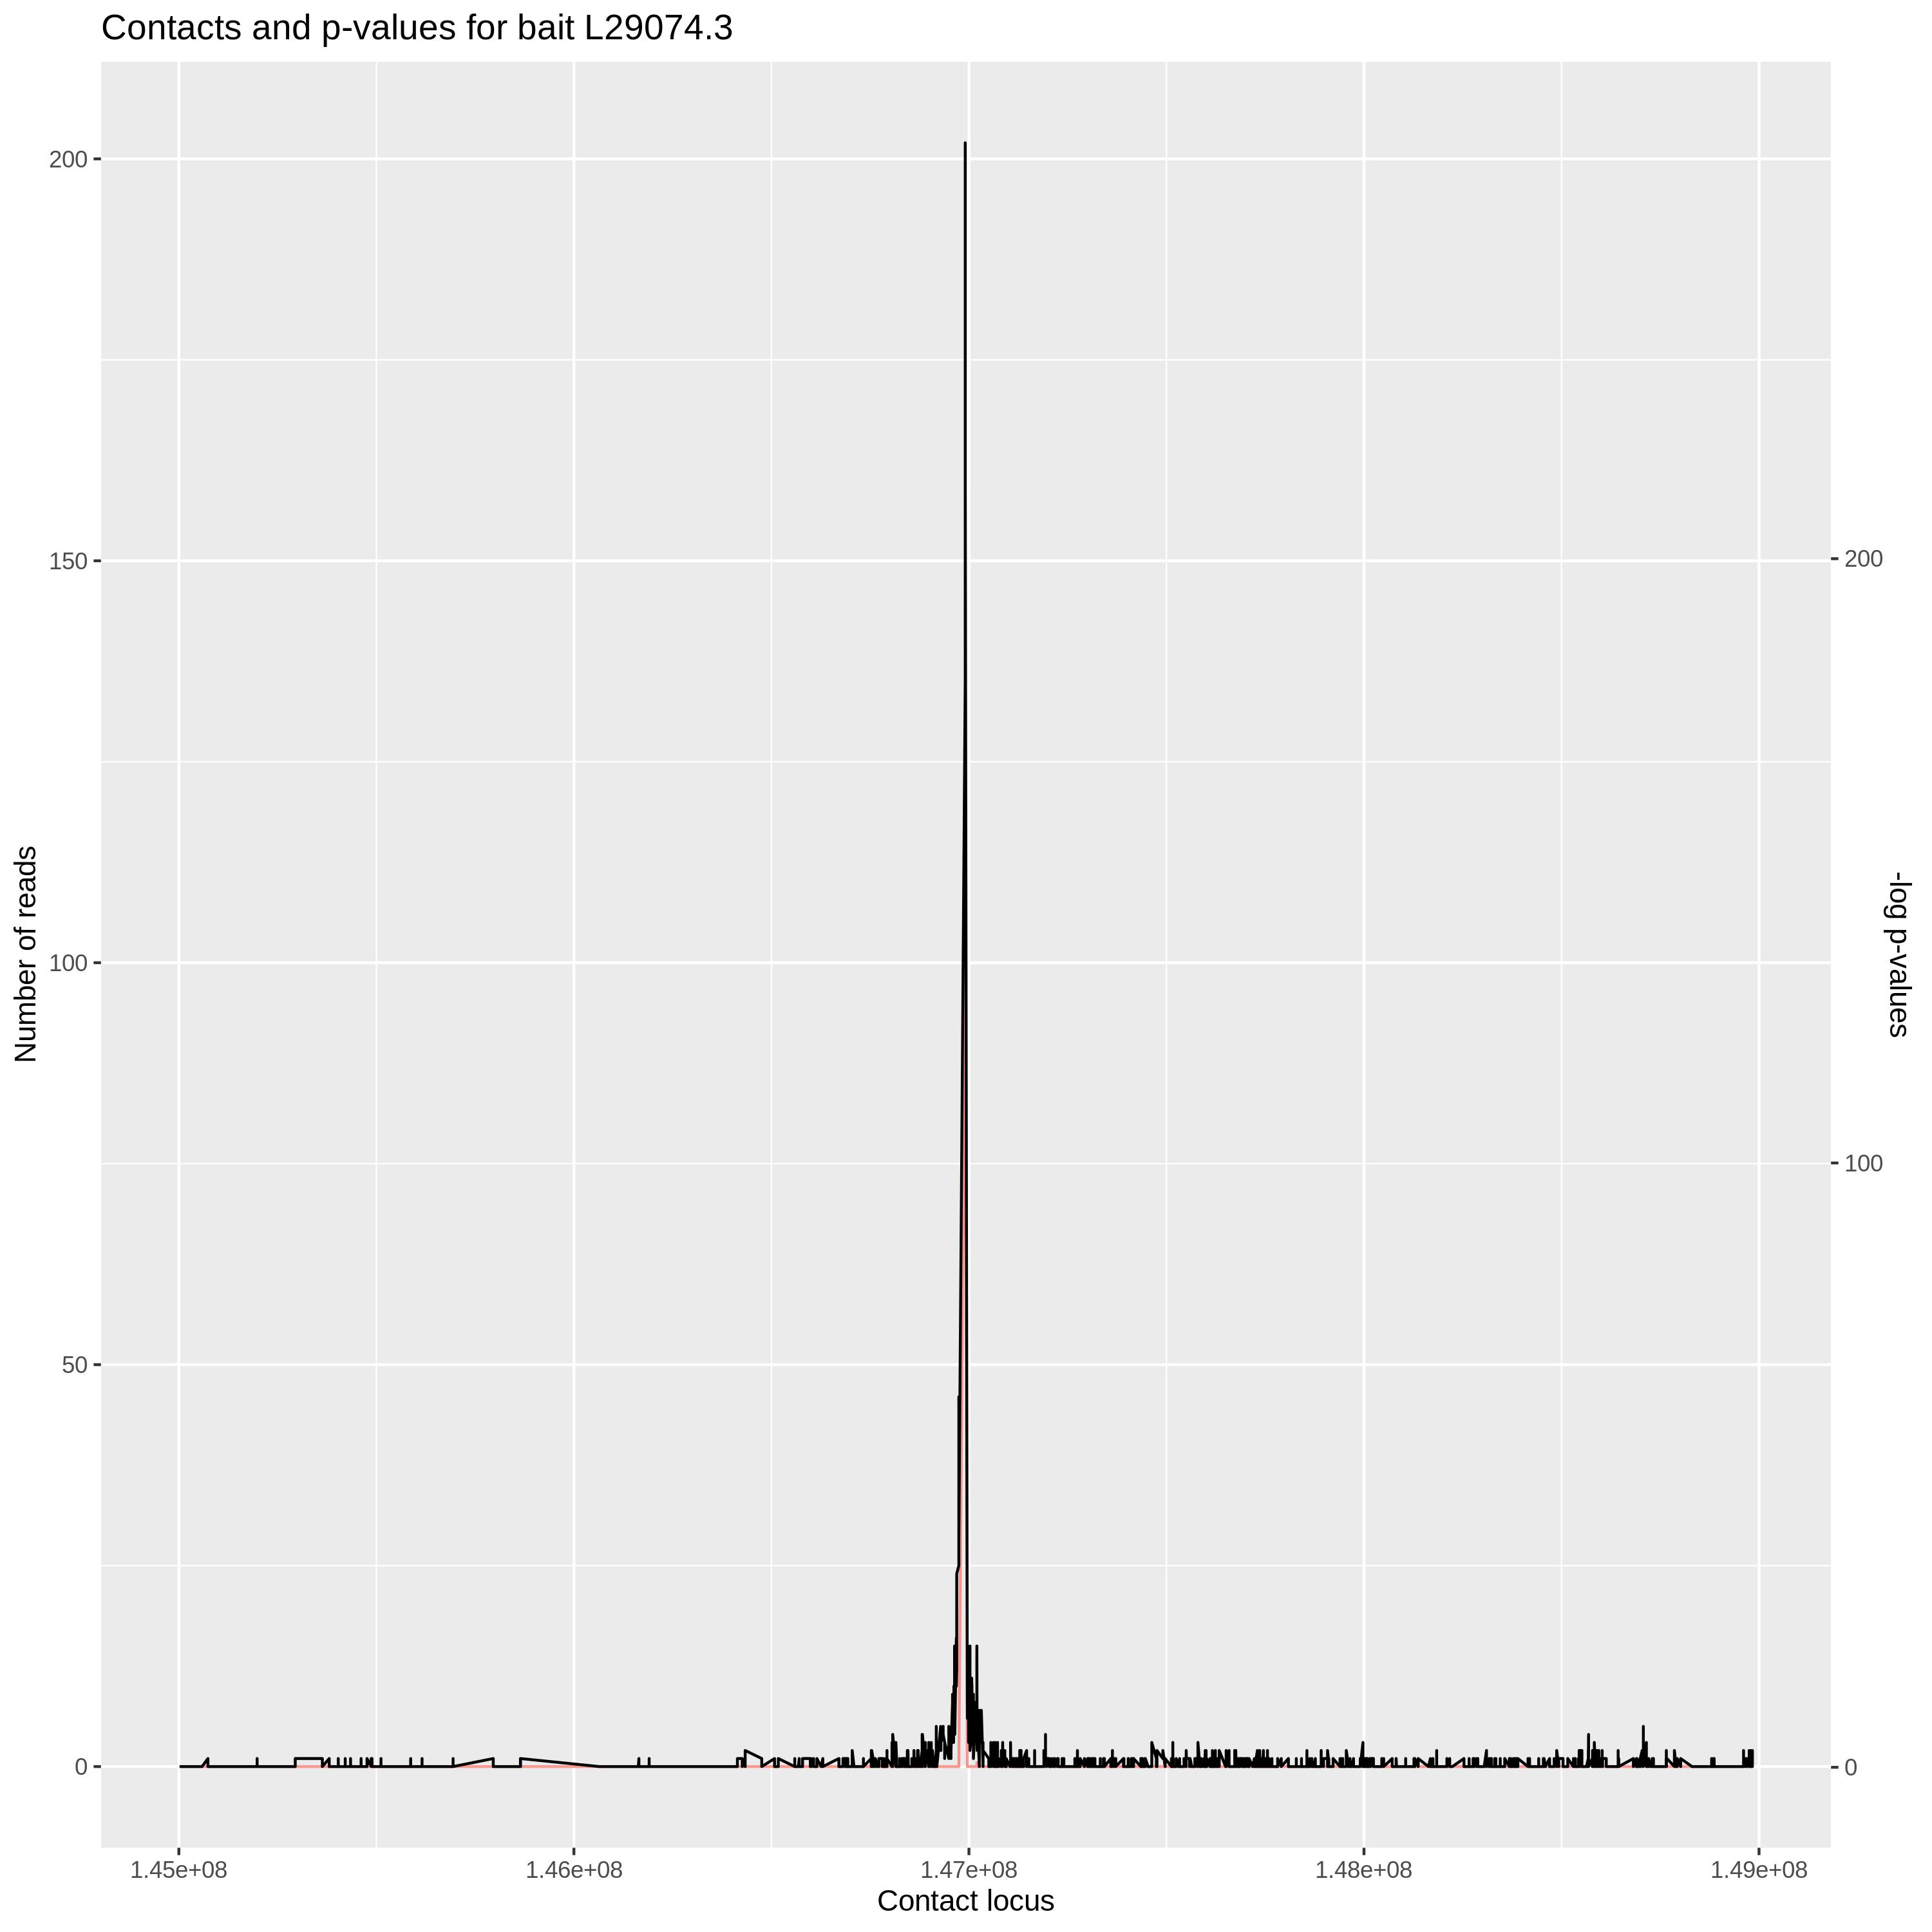 Contacts and p-values for bait L29074.3
200
150
100
50
0
Number of reads
200
100
0
-log p-values
1.45e+08
1.46e+08
1.47e+08
1.48e+08
1.49e+08
Contact locus